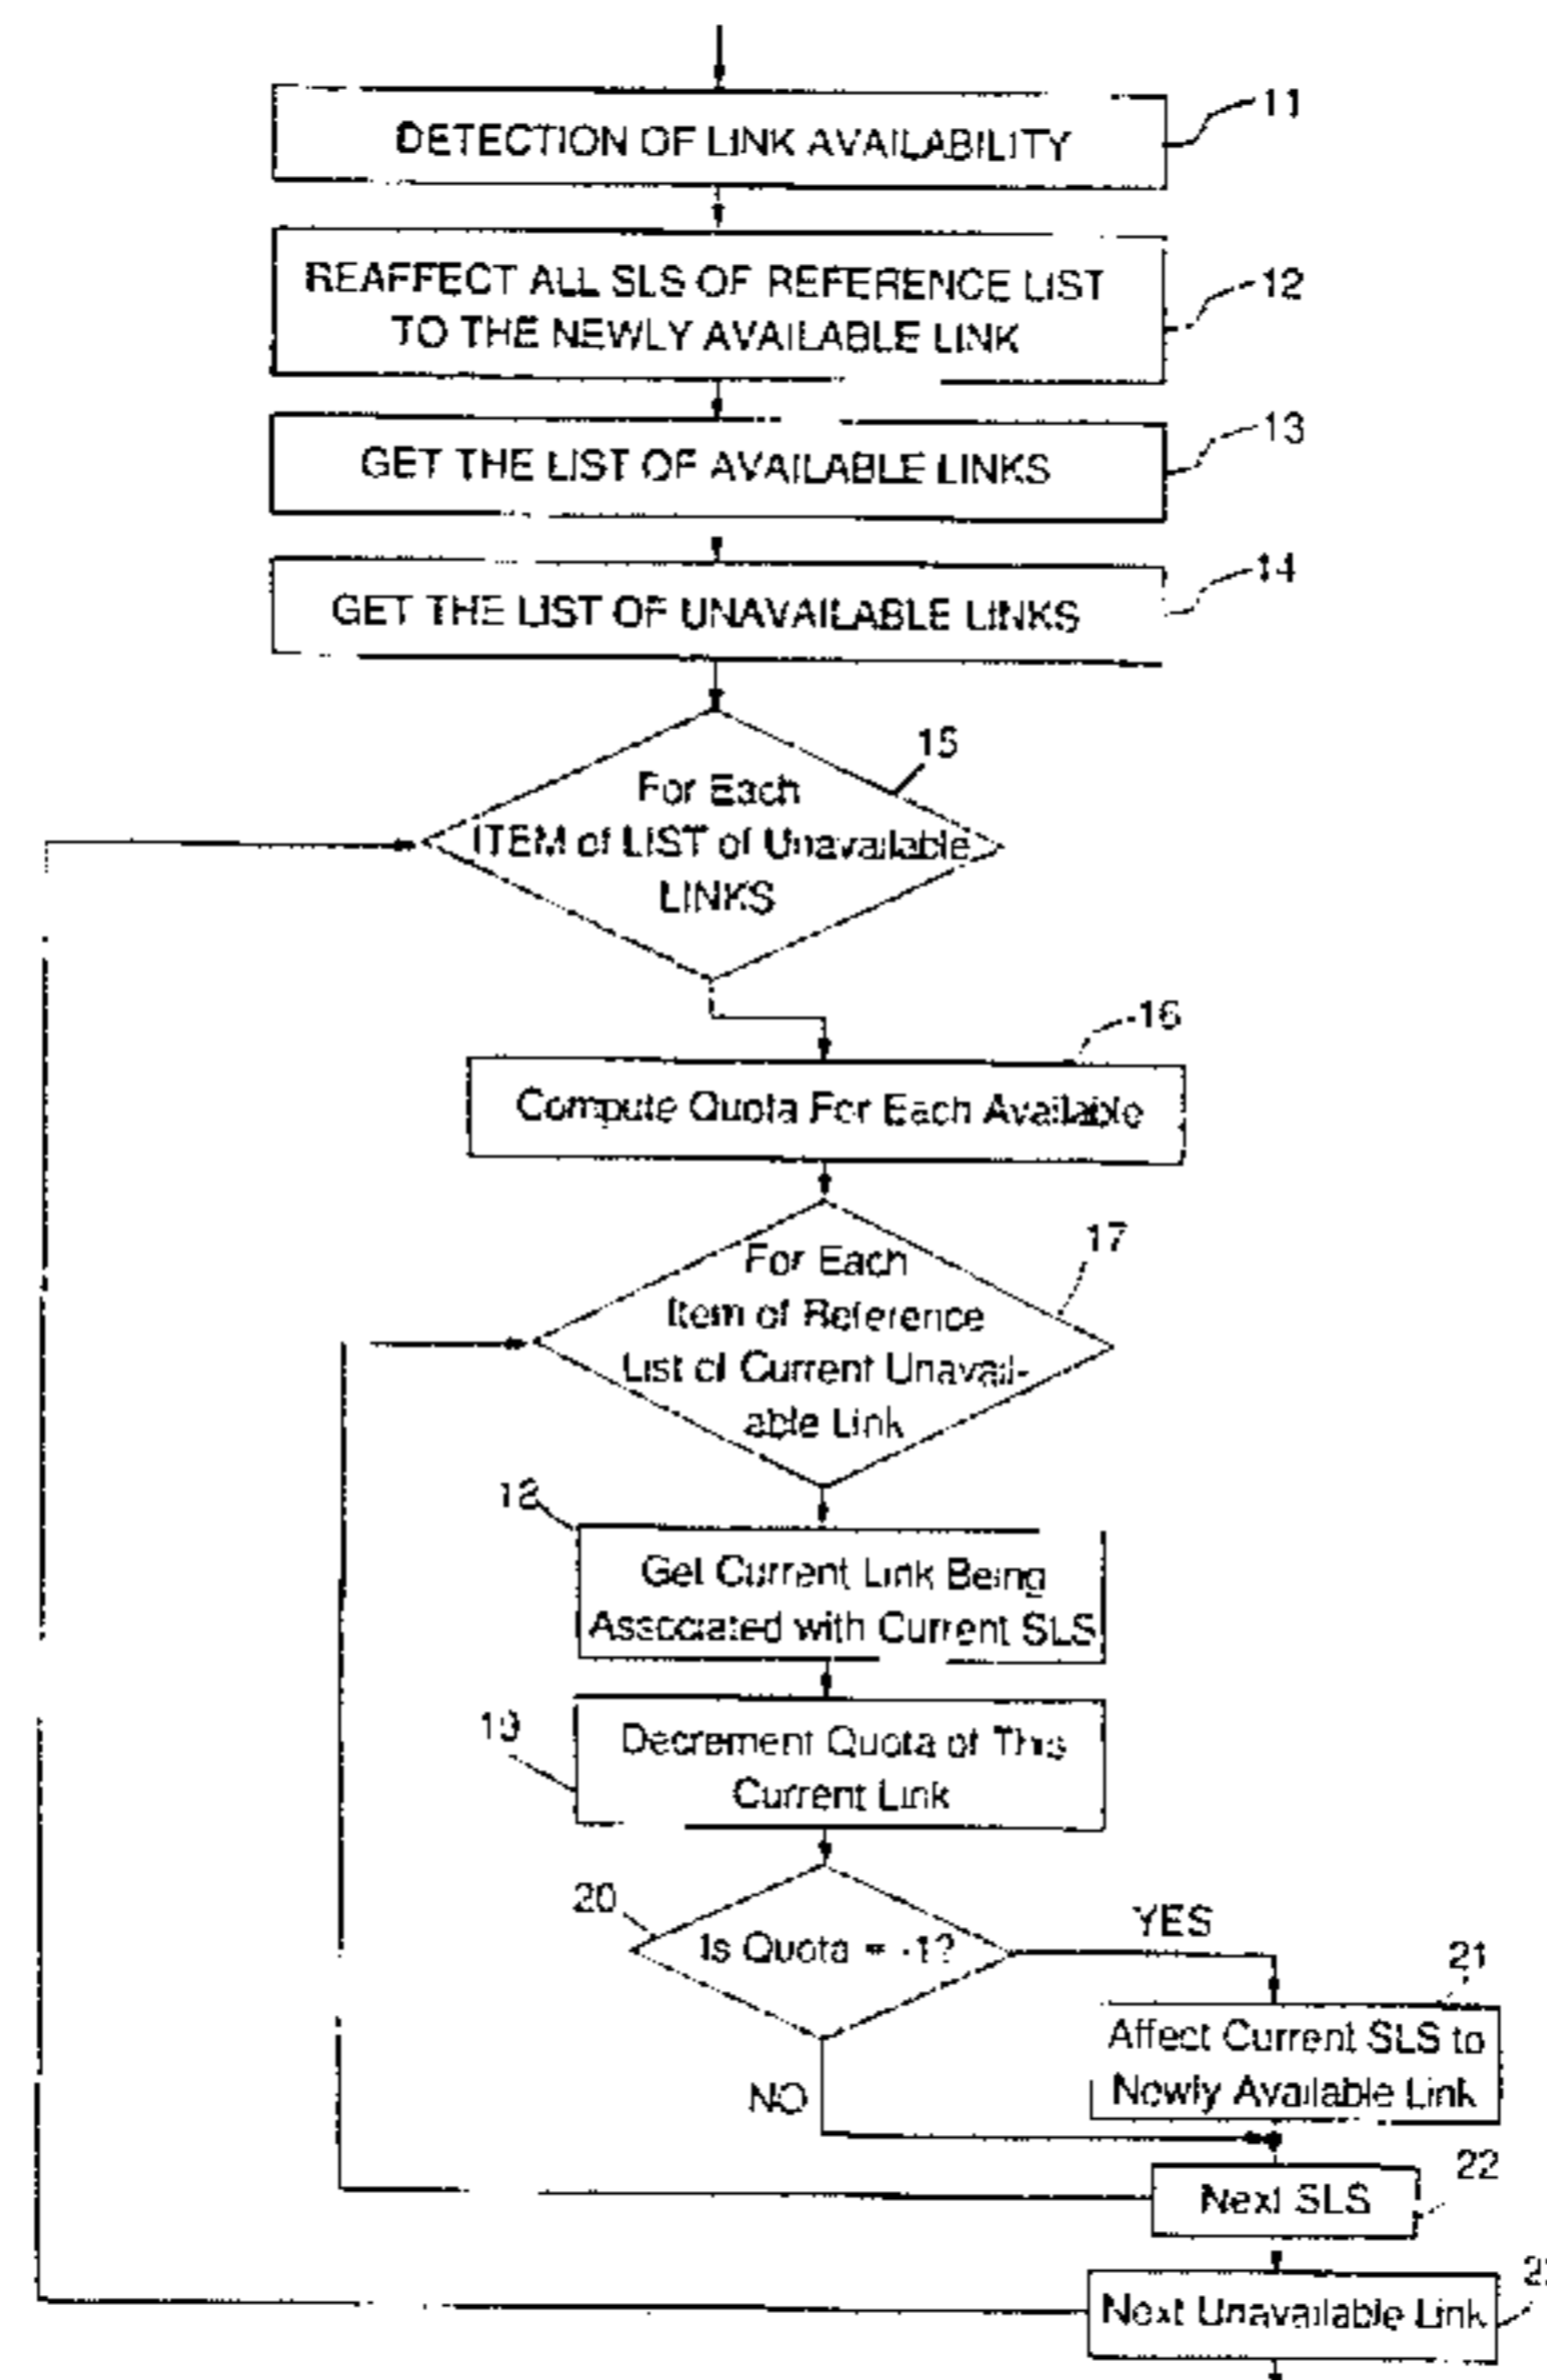 11
DETECTION OF LINK AVAILABILITY
REAFFECT ALL SLS OF REFERENCE LIST
TO THE NEWLY AVAILABLE LINK
12
GET THE LIST OF AVAILABLE LINKS
13
GET THE LIST OF UNAVAILABLE LINKS
14
15
For Each
ITEM of LIST of Unavailable
LINKS
16
Compute Quota For Each Available
17
For Each
Item of Reference
List of Current Unavail-
able Link
18
Get Current Link Being
Associated with Current SLS
19
Decrement Quota of This
Current Link
20
Is Quota = -1?
YES
NO
21
Affect Current SLS to
Newly Available Link
22
Next SLS
Next Unavailable Link